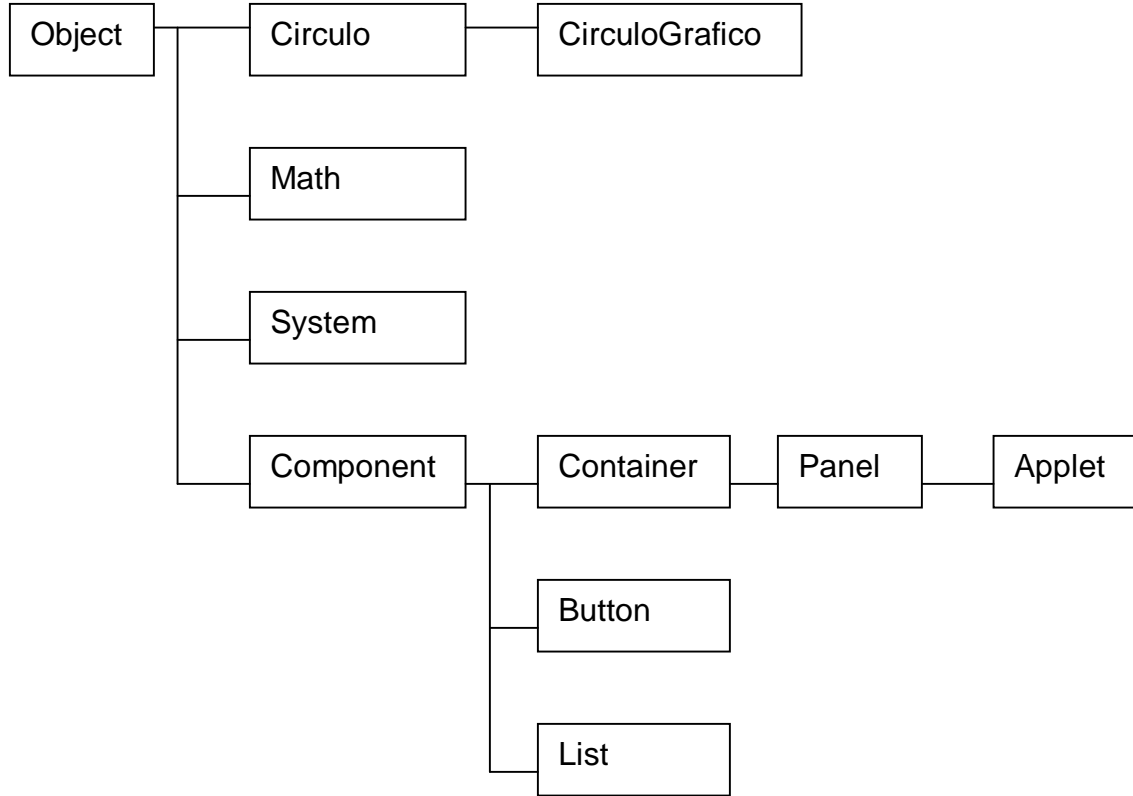 Object
Circulo
CirculoGrafico
Math
System
Component
Container
Panel
Applet
Button
List